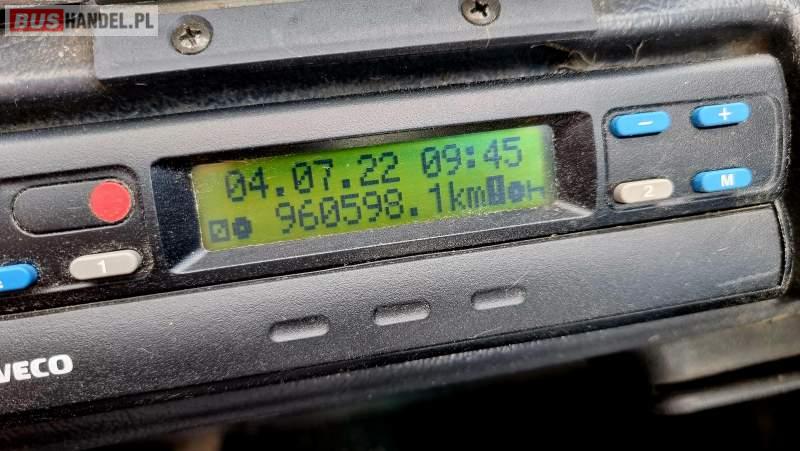 BUSHANDEL.PL
04.07.22 09:45
960598.1km
- +
2 M
1
VECO